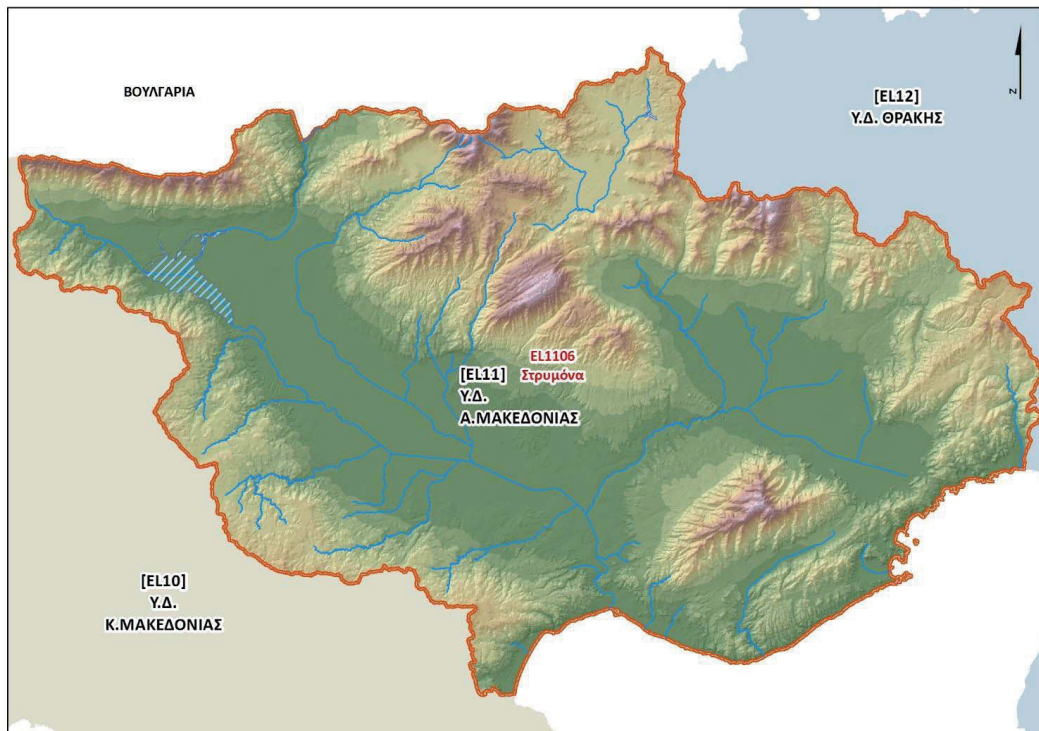 ΒΟΥΛΓΑΡΙΑ
[EL12]
Υ.Δ. ΘΡΑΚΗΣ
N
EL1106
Στρυμόνα
[EL11]
Υ.Δ.
Α.ΜΑΚΕΔΟΝΙΑΣ
[EL10]
Υ.Δ.
Κ.ΜΑΚΕΔΟΝΙΑΣ